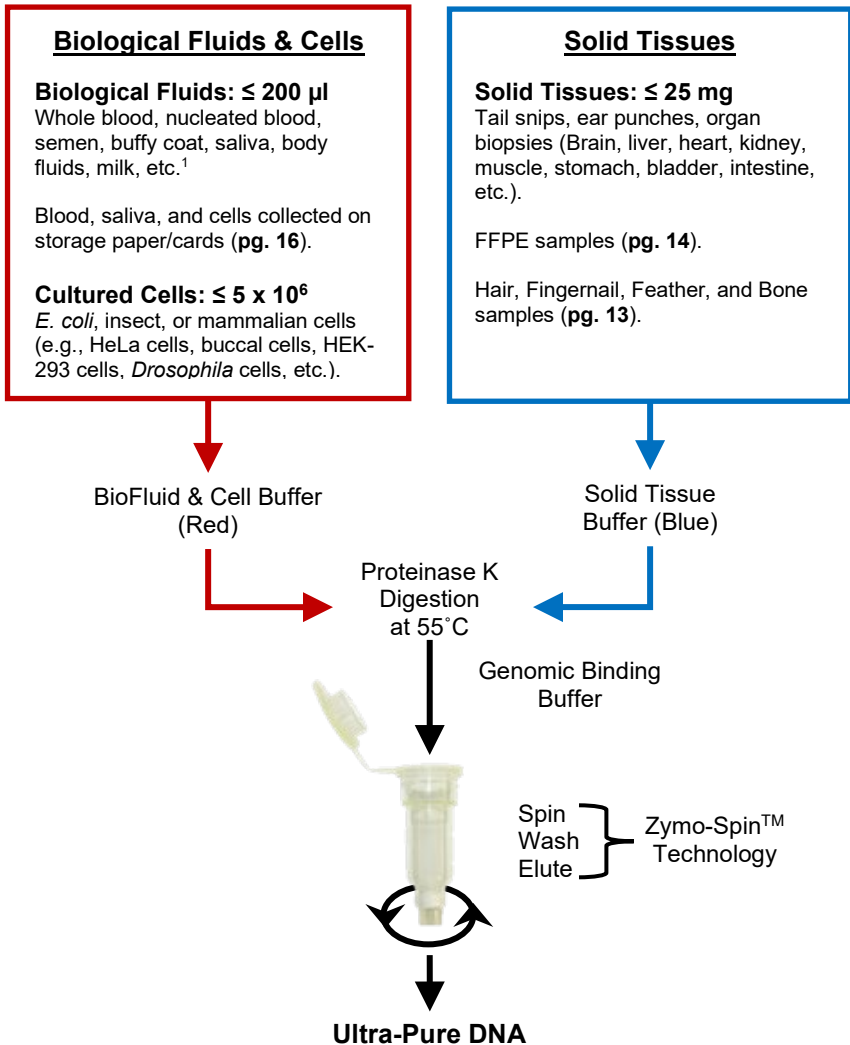 Biological Fluids & Cells
Biological Fluids: ≤ 200 µl
Whole blood, nucleated blood,
semen, buffy coat, saliva, body
fluids, milk, etc.¹
Blood, saliva, and cells collected on
storage paper/cards (pg. 16).
Cultured Cells: ≤ 5 x 10⁶
E. coli, insect, or mammalian cells
(e.g., HeLa cells, buccal cells, HEK-
293 cells, Drosophila cells, etc.).
Solid Tissues
Solid Tissues: ≤ 25 mg
Tail snips, ear punches, organ
biopsies (Brain, liver, heart, kidney,
muscle, stomach, bladder, intestine,
etc.).
FFPE samples (pg. 14).
Hair, Fingernail, Feather, and Bone
samples (pg. 13).
BioFluid & Cell Buffer
(Red)
Solid Tissue
Buffer (Blue)
Proteinase K
Digestion
at 55˚C
Genomic Binding
Buffer
Spin
Wash
Elute
Zymo-Spin™
Technology
Ultra-Pure DNA